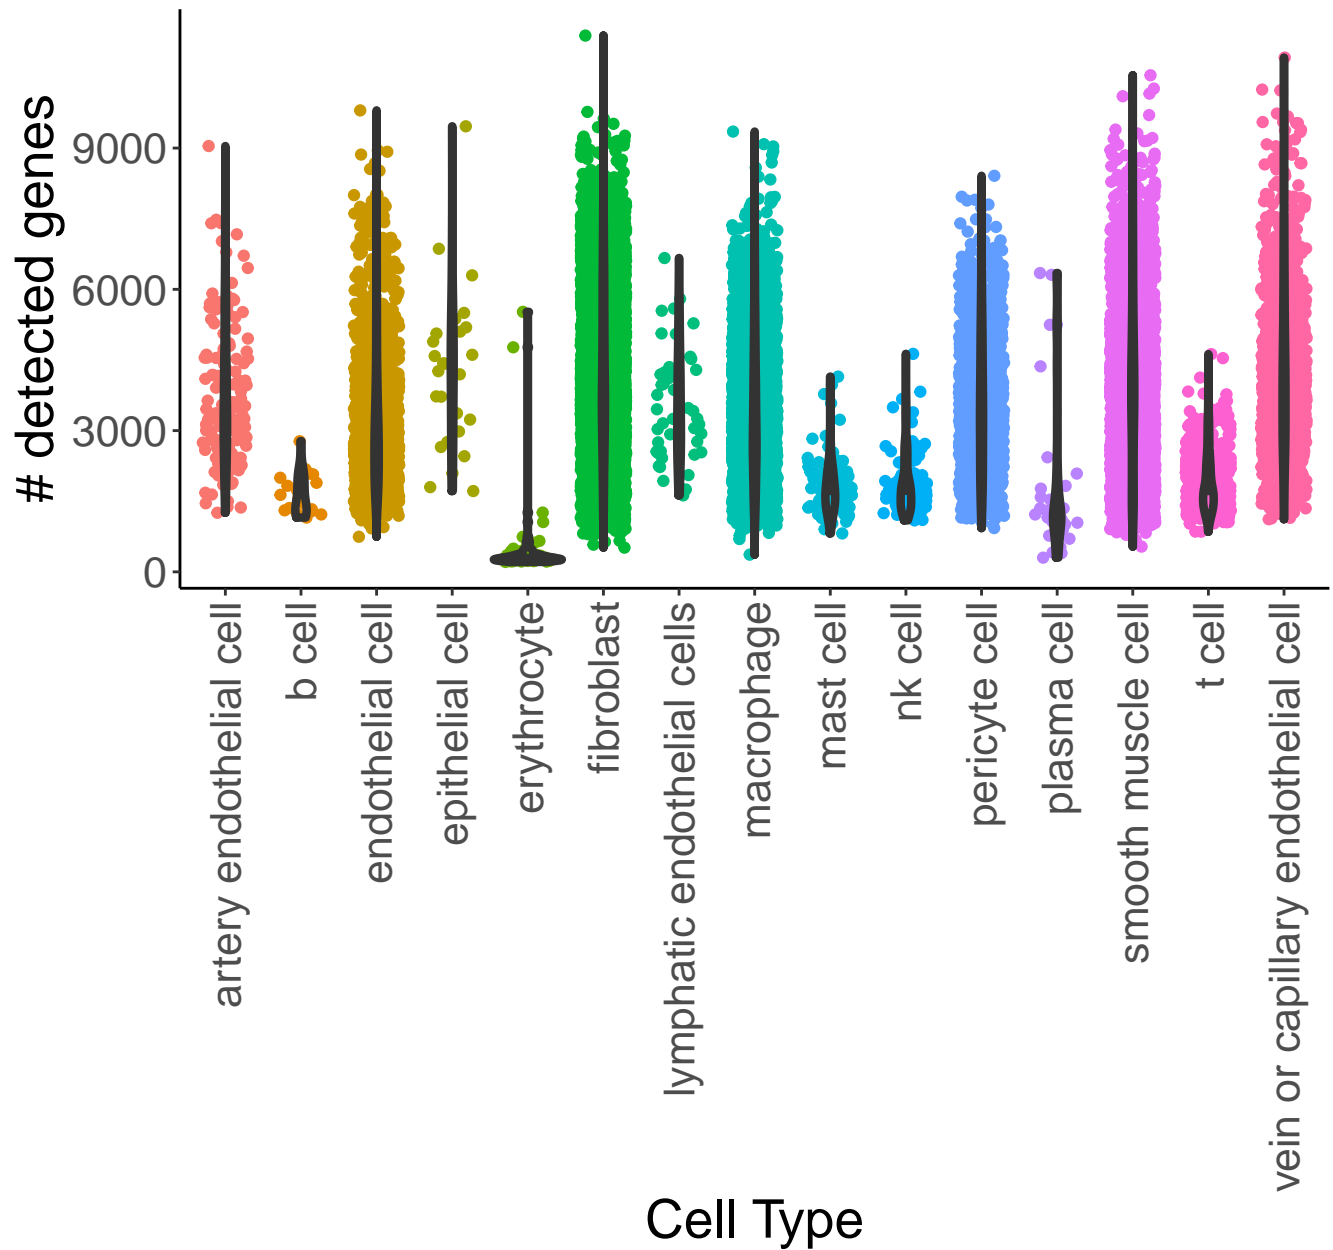 # detected genes
9000
6000
3000
0
artery endothelial cell
b cell
endothelial cell
epithelial cell
erythrocyte
fibroblast
lymphatic endothelial cells
macrophage
mast cell
nk cell
pericyte cell
plasma cell
smooth muscle cell
t cell
vein or capillary endothelial cell
Cell Type